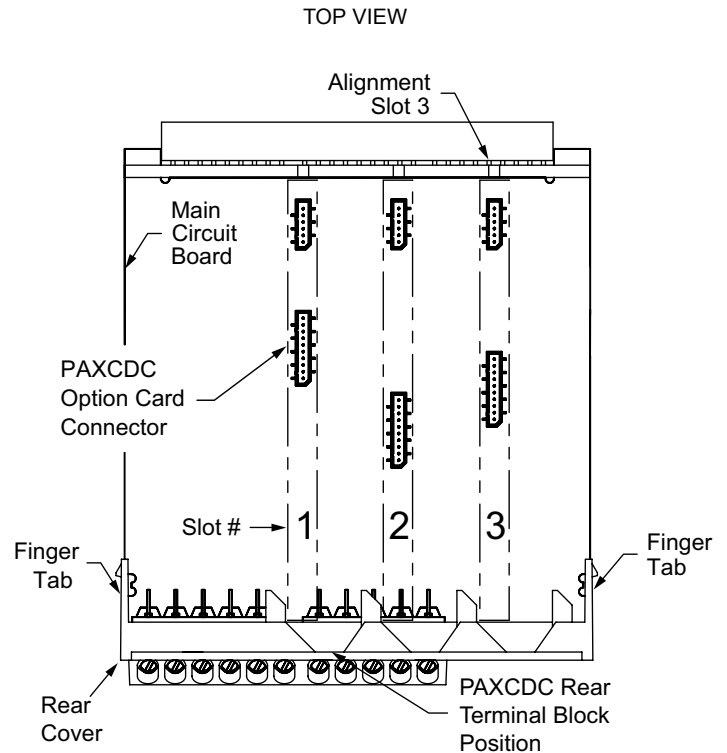 TOP VIEW
Alignment
Slot 3
Main
Circuit
Board
PAXCDC
Option Card
Connector
Slot #
1
2
3
Finger
Tab
Finger
Tab
Rear
Cover
PAXCDC Rear
Terminal Block
Position